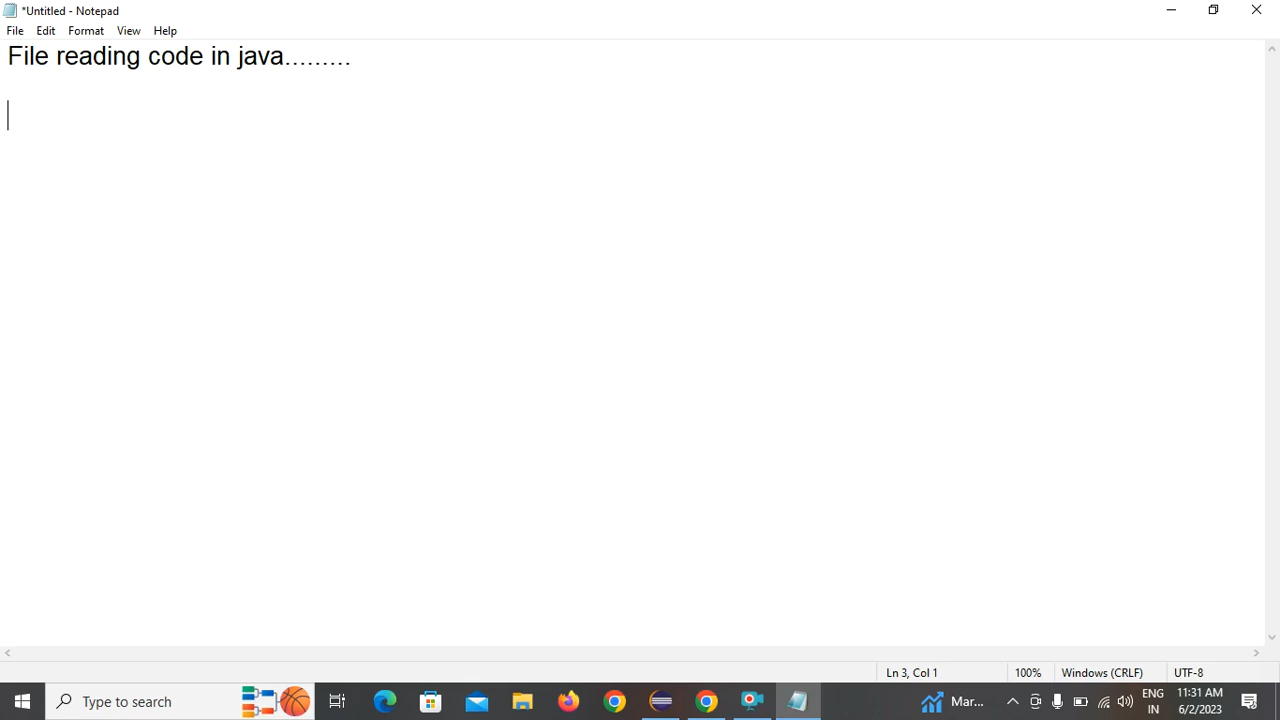 *Untitled - Notepad
File Edit Format View Help
File reading code in java.........
Ln 3, Col 1 100% Windows (CRLF) UTF-8
Type to search Mar... ENG 11:31 AM
IN 6/2/2023